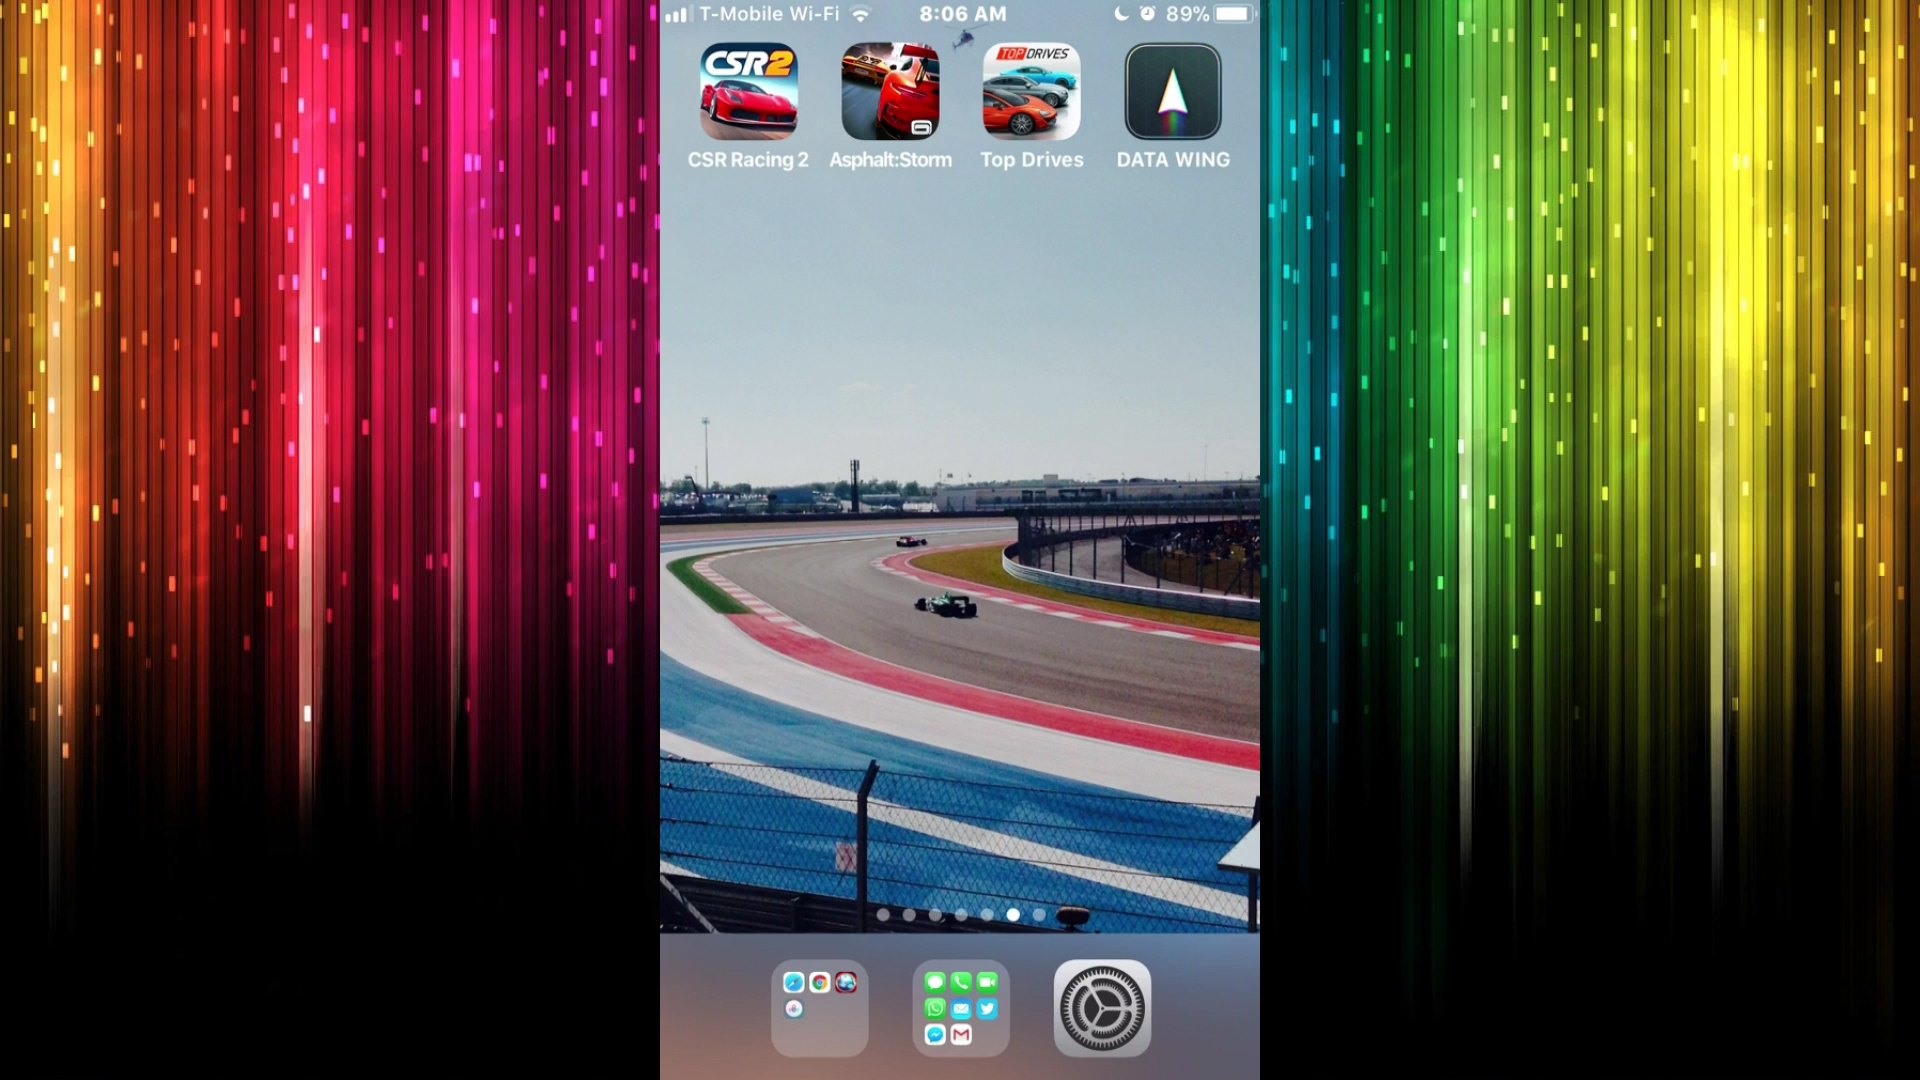 T-Mobile Wi-Fi 8:06 AM 89%
CSR2 TOP DRIVES
CSR Racing 2 Asphalt:Storm Top Drives DATA WING